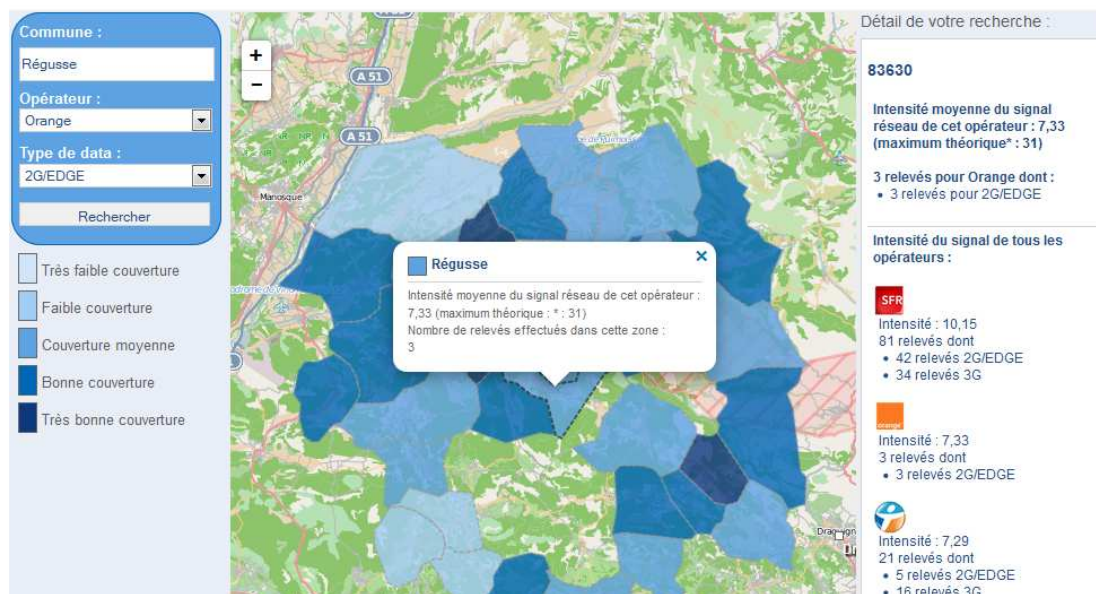 Commune :
Régusse
Opérateur :
Orange
Type de data :
2G/EDGE
Rechercher
Très faible couverture
Faible couverture
Couverture moyenne
Bonne couverture
Très bonne couverture
+
−
A 51
A 51
Manosque
Régusse
×
Intensité moyenne du signal réseau de cet opérateur :
7,33 (maximum théorique : * : 31)
Nombre de relevés effectués dans cette zone :
3
Détail de votre recherche :
83630
Intensité moyenne du signal
réseau de cet opérateur : 7,33
(maximum théorique* : 31)
3 relevés pour Orange dont :
• 3 relevés pour 2G/EDGE
Intensité du signal de tous les
opérateurs :
SFR
Intensité : 10,15
81 relevés dont
• 42 relevés 2G/EDGE
• 34 relevés 3G
orange
Intensité : 7,33
3 relevés dont
• 3 relevés 2G/EDGE
Intensité : 7,29
21 relevés dont
• 5 relevés 2G/EDGE
• 16 relevés 3G